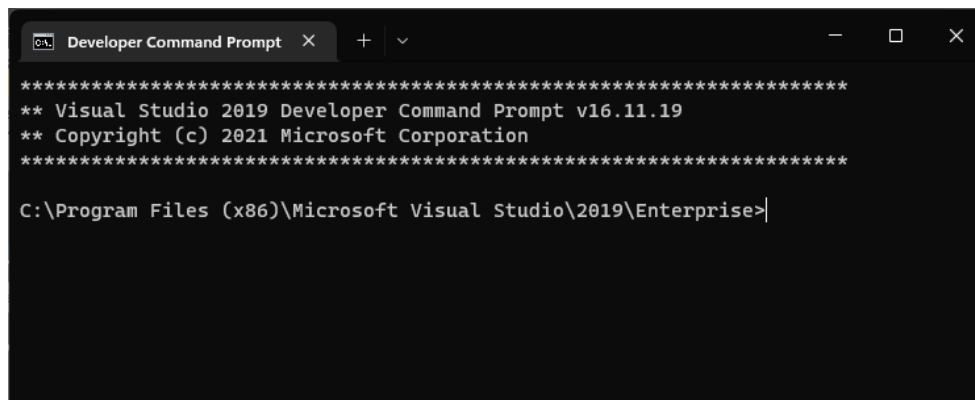 Developer Command Prompt
**********************************************************************
** Visual Studio 2019 Developer Command Prompt v16.11.19
** Copyright (c) 2021 Microsoft Corporation
**********************************************************************
C:\Program Files (x86)\Microsoft Visual Studio\2019\Enterprise>